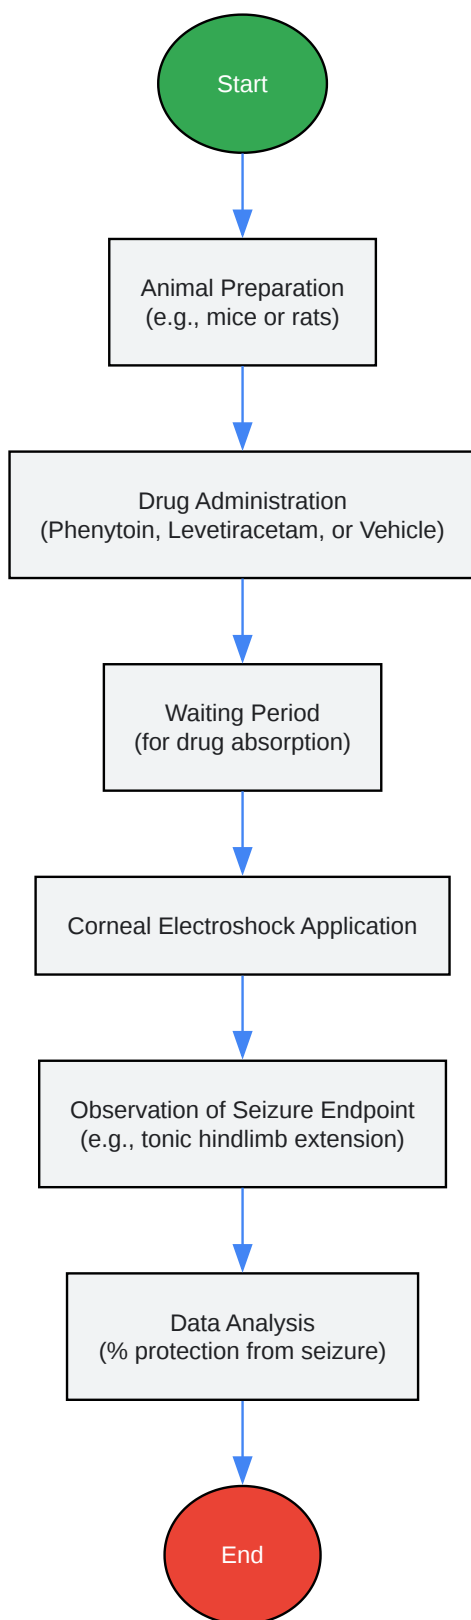 Start
Animal Preparation
(e.g., mice or rats)
Drug Administration
(Phenytoin, Levetiracetam, or Vehicle)
Waiting Period
(for drug absorption)
Corneal Electroshock Application
Observation of Seizure Endpoint
(e.g., tonic hindlimb extension)
Data Analysis
(% protection from seizure)
End